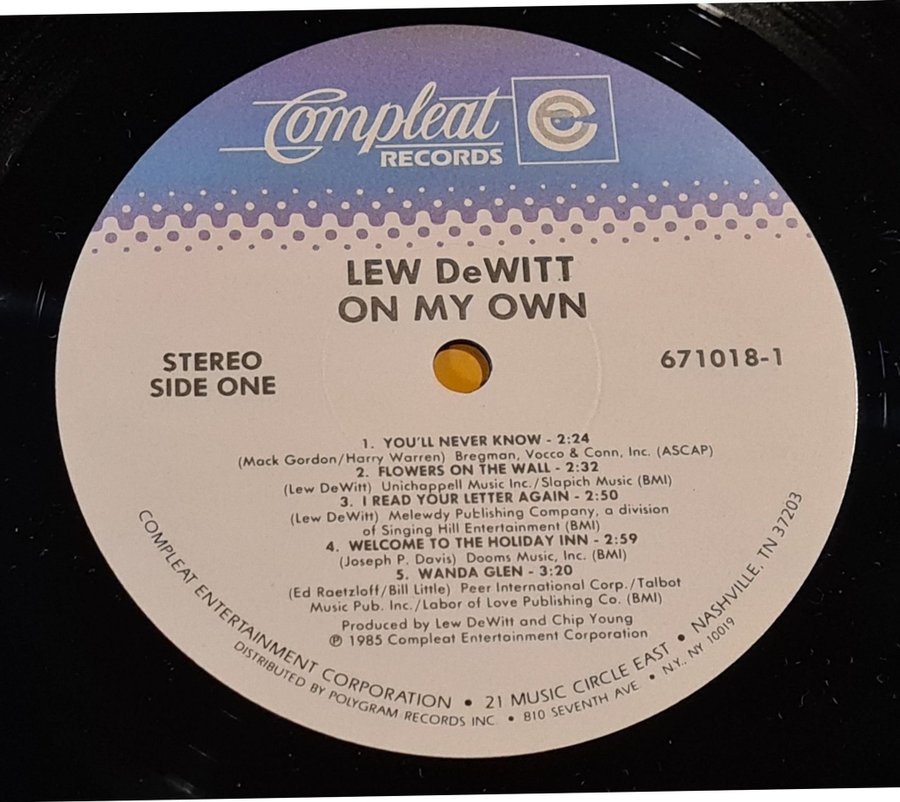 Compleat
RECORDS
LEW DeWITT
ON MY OWN
STEREO
SIDE ONE
671018-1
1. YOU'LL NEVER KNOW - 2:24
(Mack Gordon/Harry Warren) Bregman, Vocco & Conn, Inc. (ASCAP)
2. FLOWERS ON THE WALL - 2:32
(Lew DeWitt) Unichappell Music Inc./Slapich Music (BMI)
3. I READ YOUR LETTER AGAIN - 2:50
(Lew DeWitt) Melewdy Publishing Company, a division
of Singing Hill Entertainment (BMI)
4. WELCOME TO THE HOLIDAY INN - 2:59
(Joseph P. Davis) Dooms Music, Inc. (BMI)
5. WANDA GLEN - 3:20
(Ed Raetzloff/Bill Little) Peer International Corp./Talbot
Music Pub. Inc./Labor of Love Publishing Co. (BMI)
Produced by Lew DeWitt and Chip Young
℗ 1985 Compleat Entertainment Corporation
COMPLEAT ENTERTAINMENT CORPORATION • 21 MUSIC CIRCLE EAST • NASHVILLE, TN 37203
DISTRIBUTED BY POLYGRAM RECORDS INC. • 810 SEVENTH AVE. • N.Y., NY 10019